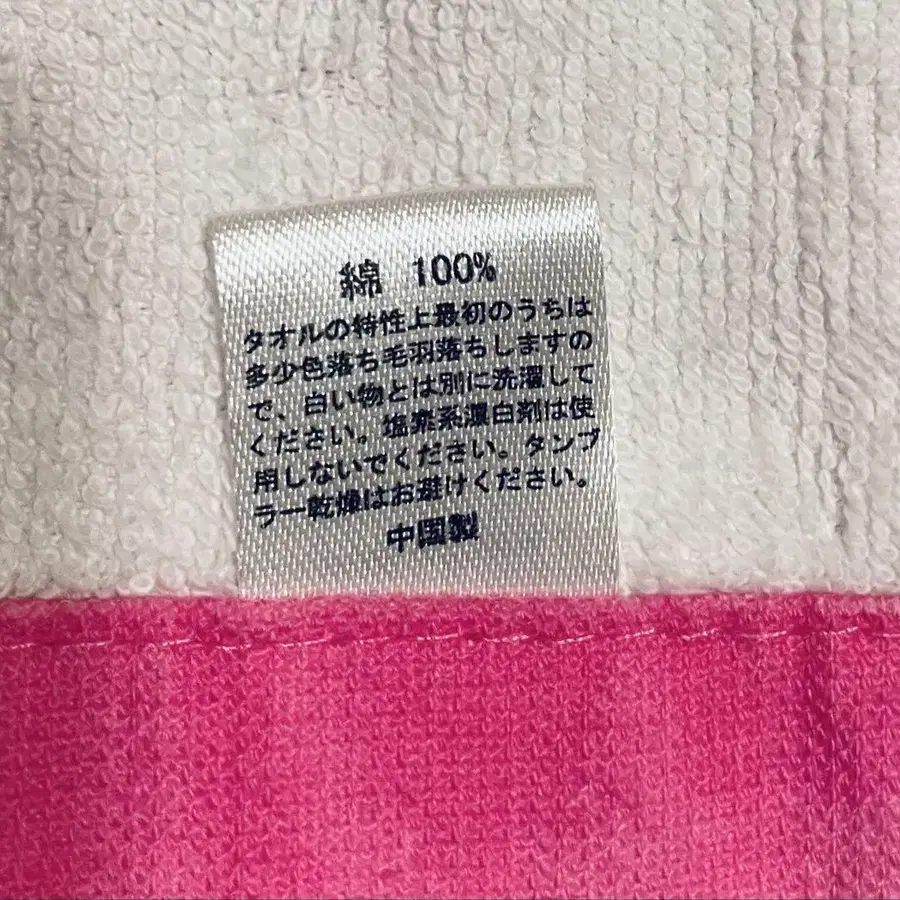 綿 100%
タオルの特性上最初のうちは
多少色落ち毛羽落ちしますの
で、白い物とは別に洗濯して
ください。塩素系漂白剤は使
用しないでください。タンブ
ラー乾燥はお避けください。
中国製